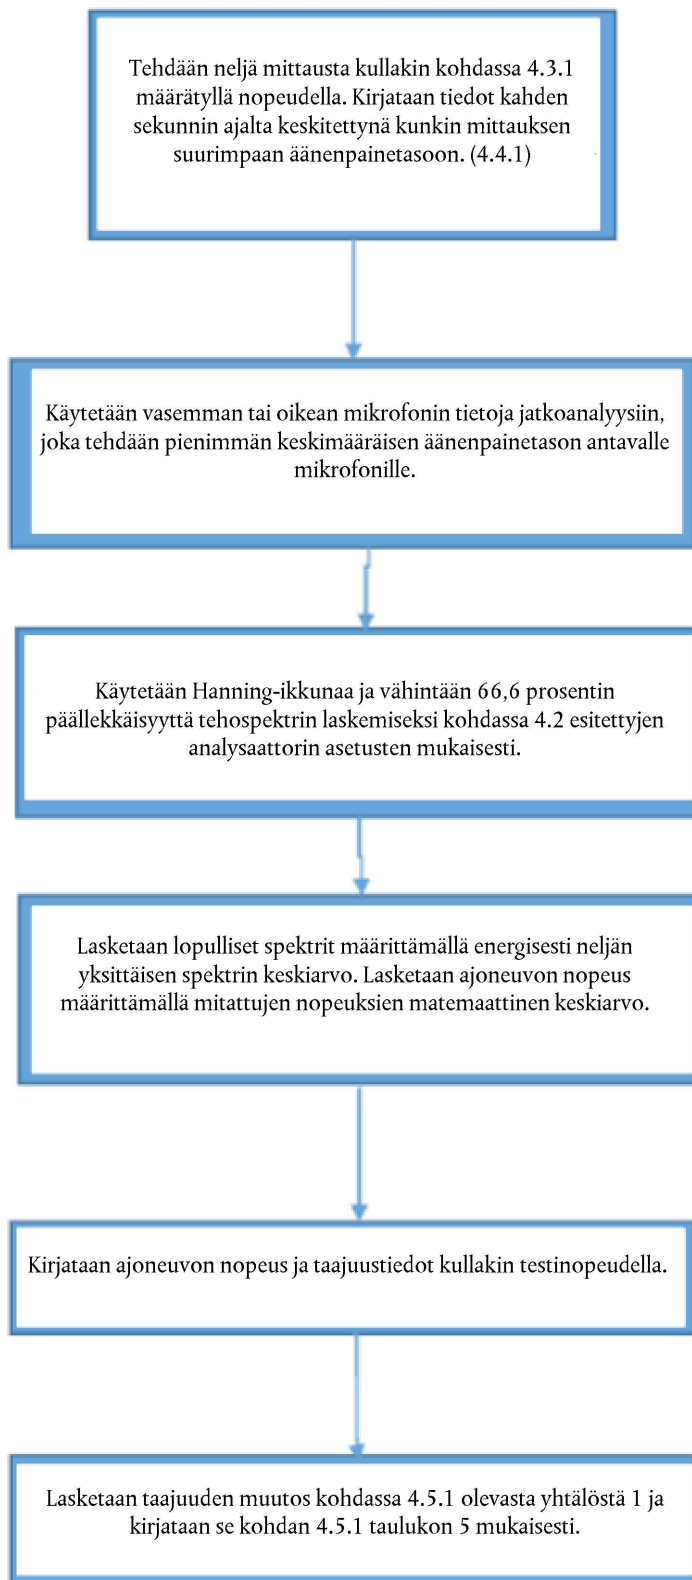 Tehdään neljä mittausta kullakin kohdassa 4.3.1
määrätyllä nopeudella. Kirjataan tiedot kahden
sekunnin ajalta keskitettynä kunkin mittauksen
suurimpaan äänenpainetasoon. (4.4.1)
Käytetään vasemman tai oikean mikrofonin tietoja jatkoanalyysiin,
joka tehdään pienimmän keskimääräisen äänenpainetason antavalle
mikrofonille.
Käytetään Hanning-ikkunaa ja vähintään 66,6 prosentin
päällekkäisyyttä tehospektrin laskemiseksi kohdassa 4.2 esitettyjen
analysaattorin asetusten mukaisesti.
Lasketaan lopulliset spektrit määrittämällä energisesti neljän
yksittäisen spektrin keskiarvo. Lasketaan ajoneuvon nopeus
määrittämällä mitattujen nopeuksien matemaattinen keskiarvo.
Kirjataan ajoneuvon nopeus ja taajuustiedot kullakin testinopeudella.
Lasketaan taajuuden muutos kohdassa 4.5.1 olevasta yhtälöstä 1 ja
kirjataan se kohdan 4.5.1 taulukon 5 mukaisesti.